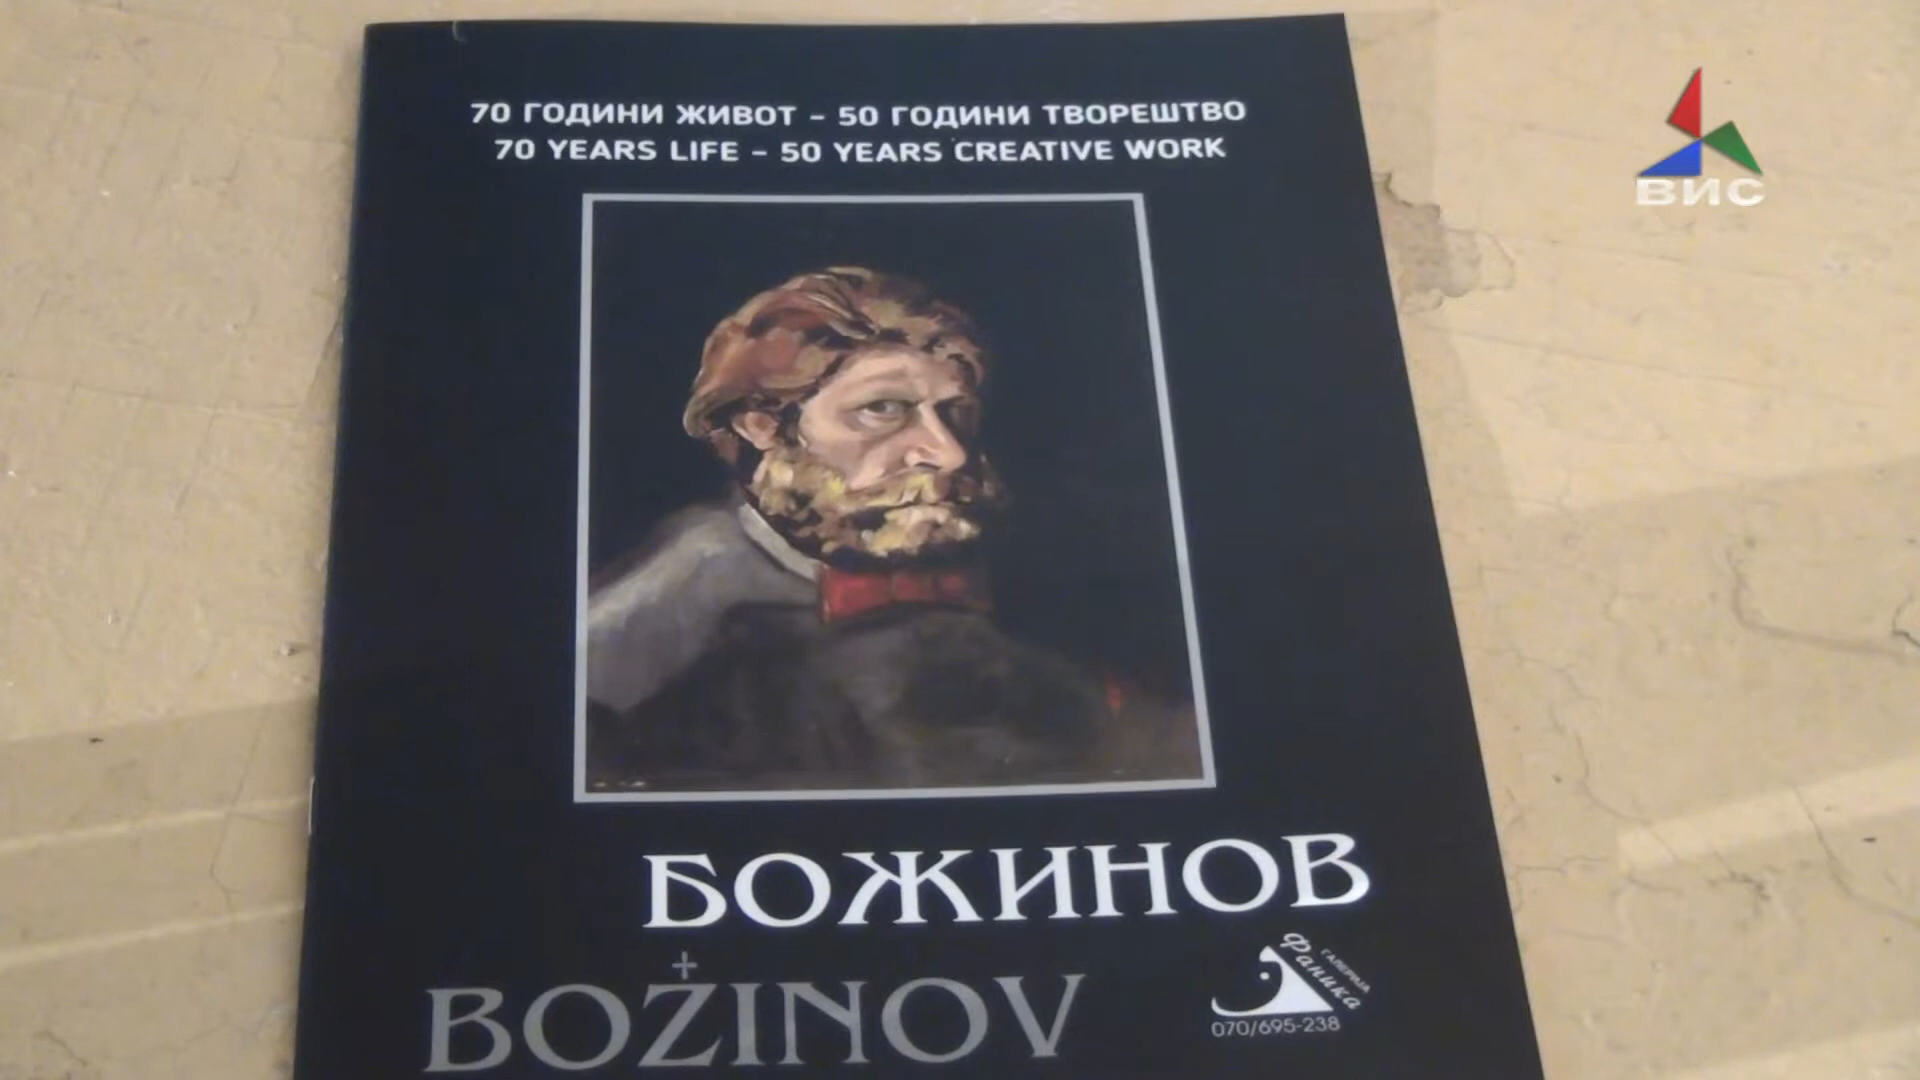 70 ГОДИНИ ЖИВОТ - 50 ГОДИНИ ТВОРЕШТВО
70 YEARS LIFE - 50 YEARS CREATIVE WORK
ВИС
БОЖИНОВ
BOŽINOV
ГАЛЕРИЈА
Фаника
070/695-238